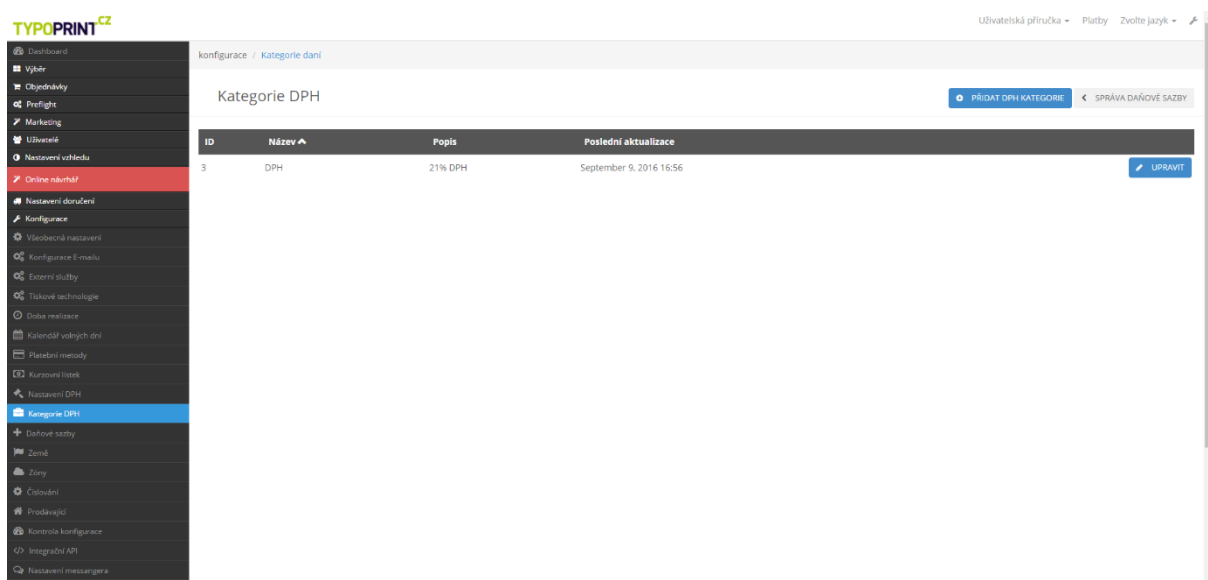 TYPOPRINT.CZ
Uživatelská příručka Platby Zvolte jazyk
Dashboard
Výběr
Objednávky
Preflight
Marketing
Uživatelé
Nastavení vzhledu
Online návrhář
Nastavení doručení
Konfigurace
Všeobecná nastavení
Konfigurace E-mailu
Externí služby
Tiskové technologie
Doba realizace
Kalendář volných dní
Platební metody
Kurzovní lístek
Nastavení DPH
Kategorie DPH
Daňové sazby
Země
Zóny
Číslování
Prodávající
Kontrola konfigurace
Integrační API
Nastavení messangera
konfigurace / Kategorie daní
Kategorie DPH
PŘIDAT DPH KATEGORIE SPRÁVA DAŇOVÉ SAZBY
ID Název Popis Poslední aktualizace
3 DPH 21% DPH September 9, 2016 16:56 UPRAVIT